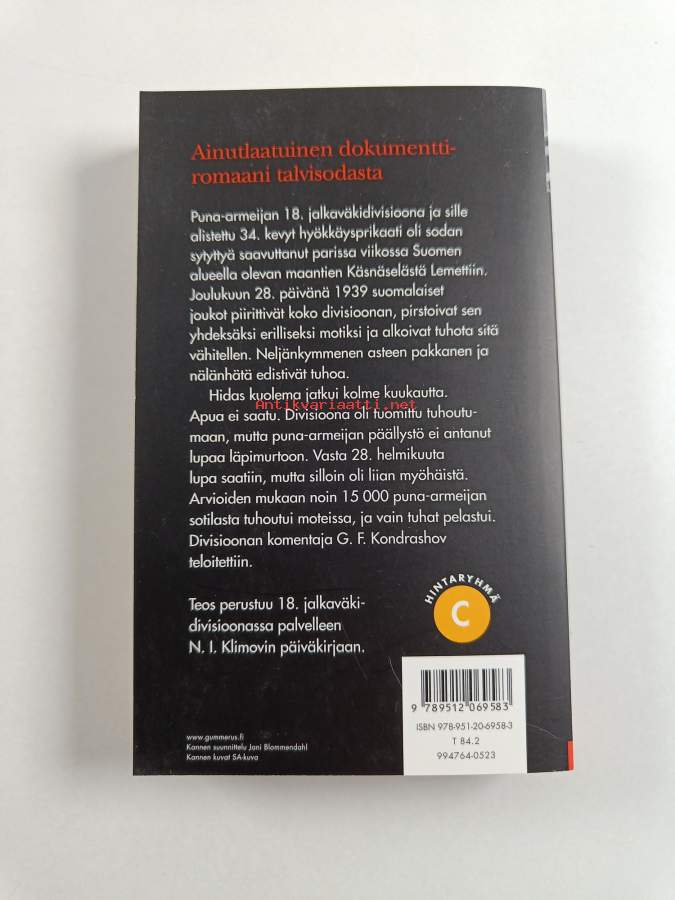 Ainutlaatuinen dokumentti-
romaani talvisodasta
Puna-armeijan 18. jalkaväkidivisioona ja sille
alistettu 34. kevyt hyökkäysprikaati oli sodan
sytyttyä saavuttanut parissa viikossa Suomen
alueella olevan maantien Käsnäselästä Lemettiin.
Joulukuun 28. päivänä 1939 suomalaiset
joukot piirittivät koko divisioonan, pirstoivat sen
yhdeksäksi erilliseksi motiksi ja alkoivat tuhota sitä
vähitellen. Neljänkymmenen asteen pakkanen ja
nälänhätä edistivät tuhoa.
Hidas kuolema jatkui kolme kuukautta.
Antikvariaatti.net
Apua ei saatu. Divisioona oli tuomittu tuhoutu-
maan, mutta puna-armeijan päällystö ei antanut
lupaa läpimurtoon. Vasta 28. helmikuuta
lupa saatiin, mutta silloin oli liian myöhäistä.
Arvioiden mukaan noin 15 000 puna-armeijan
sotilasta tuhoutui moteissa, ja vain tuhat pelastui.
Divisioonan komentaja G. F. Kondrashov
teloitettiin.
Teos perustuu 18. jalkaväki-
divisioonassa palvelleen
N. I. Klimovin päiväkirjaan.
HINTARYHMÄ
C
9 789512 069583
ISBN 978-951-20-6958-3
T 84.2
994764-0523
www.gummerus.fi
Kannen suunnittelu Jani Blommendahl
Kannen kuvat SA-kuva